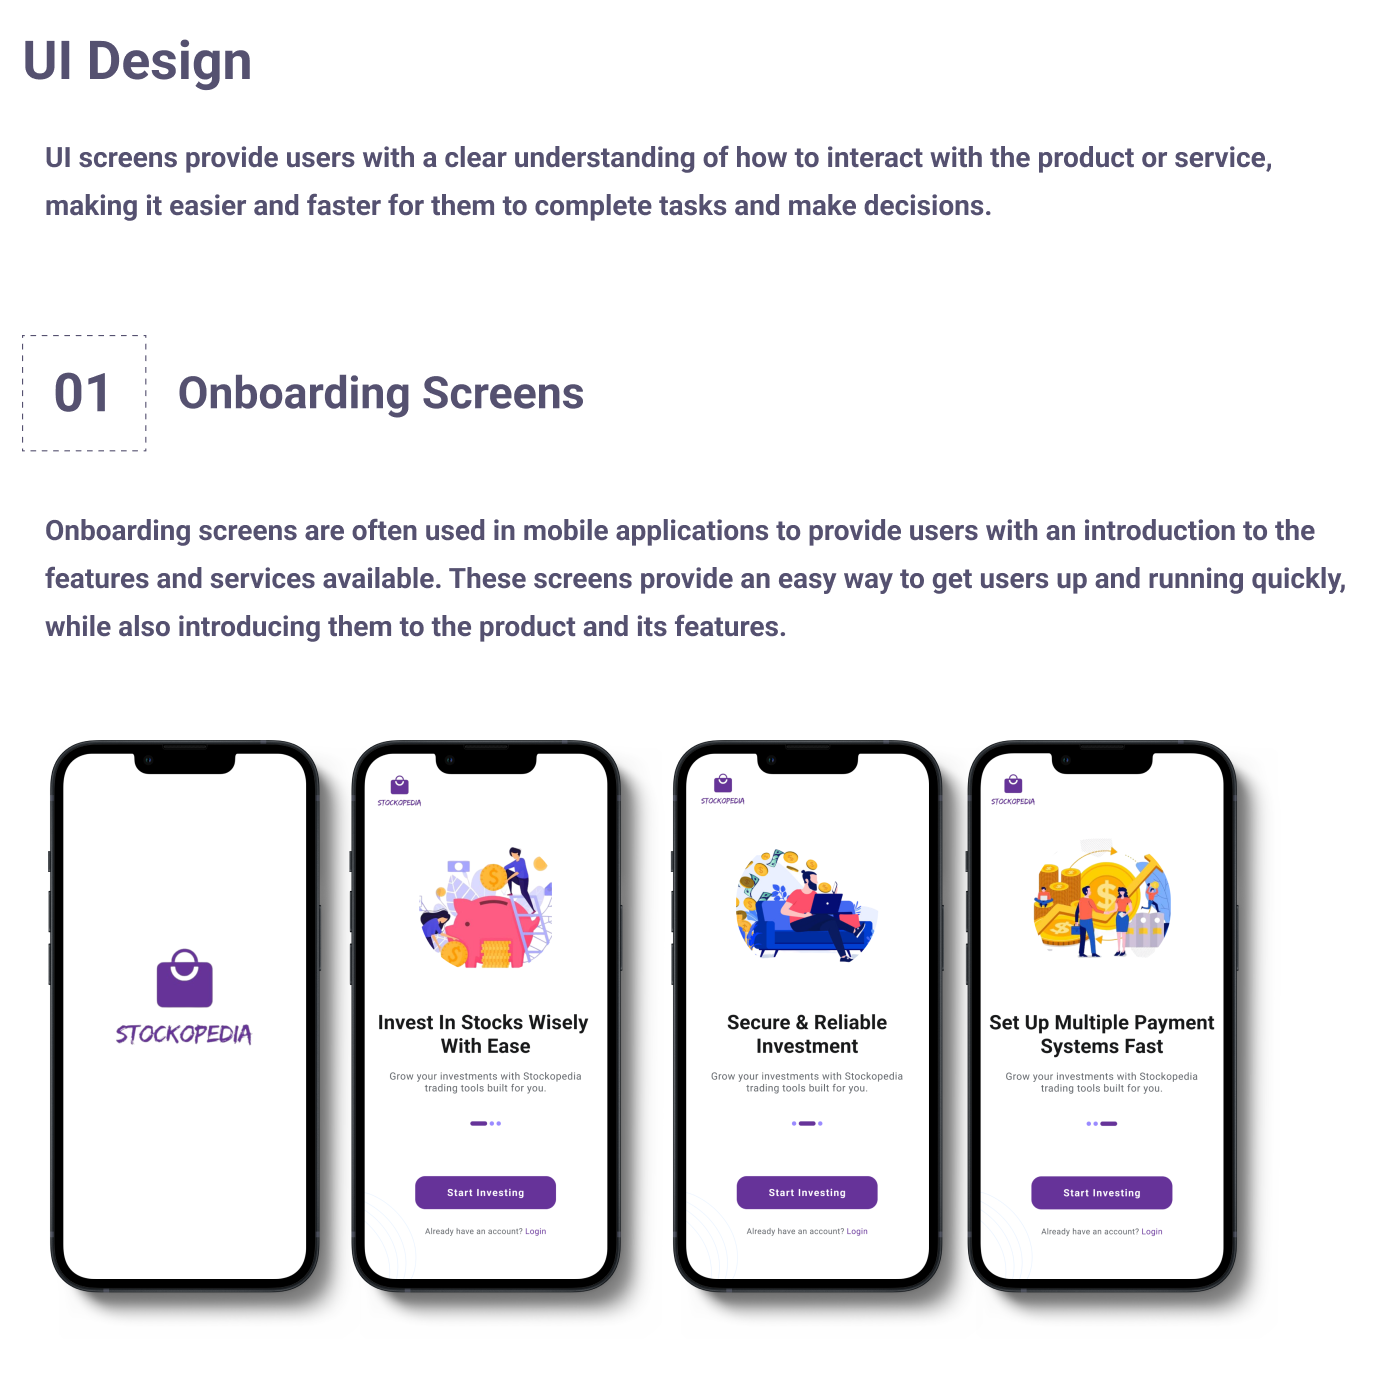 UI Design
UI screens provide users with a clear understanding of how to interact with the product or service,
making it easier and faster for them to complete tasks and make decisions.
01
Onboarding Screens
Onboarding screens are often used in mobile applications to provide users with an introduction to the
features and services available. These screens provide an easy way to get users up and running quickly,
while also introducing them to the product and its features.
STOCKOPEDIA
STOCKOPEDIA
Invest In Stocks Wisely
With Ease
Grow your investments with Stockopedia
trading tools built for you.
Start Investing
Already have an account? Login
STOCKOPEDIA
Secure & Reliable
Investment
Grow your investments with Stockopedia
trading tools built for you.
Start Investing
Already have an account? Login
STOCKOPEDIA
Set Up Multiple Payment
Systems Fast
Grow your investments with Stockopedia
trading tools built for you.
Start Investing
Already have an account? Login